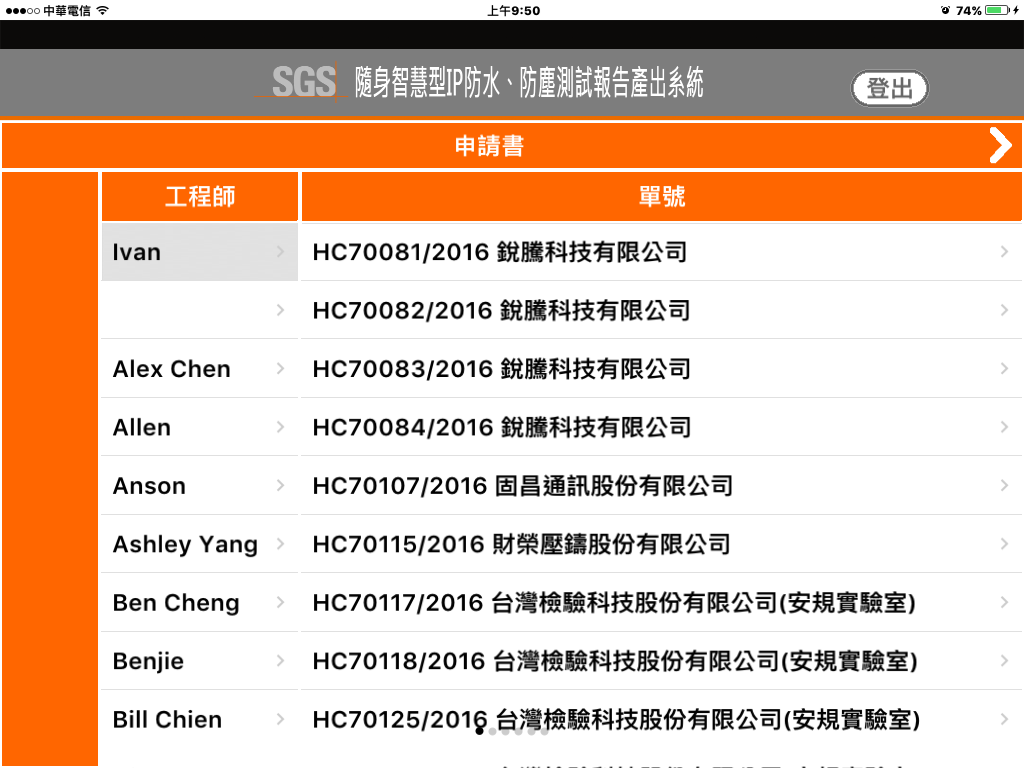 中華電信 上午9:50 74%
SGS 隨身智慧型IP防水、防塵測試報告產出系統 登出
申請書
工程師 單號
Ivan HC70081/2016 銳騰科技有限公司
HC70082/2016 銳騰科技有限公司
Alex Chen HC70083/2016 銳騰科技有限公司
Allen HC70084/2016 銳騰科技有限公司
Anson HC70107/2016 固昌通訊股份有限公司
Ashley Yang HC70115/2016 財榮壓鑄股份有限公司
Ben Cheng HC70117/2016 台灣檢驗科技股份有限公司(安規實驗室)
Benjie HC70118/2016 台灣檢驗科技股份有限公司(安規實驗室)
Bill Chien HC70125/2016 台灣檢驗科技股份有限公司(安規實驗室)